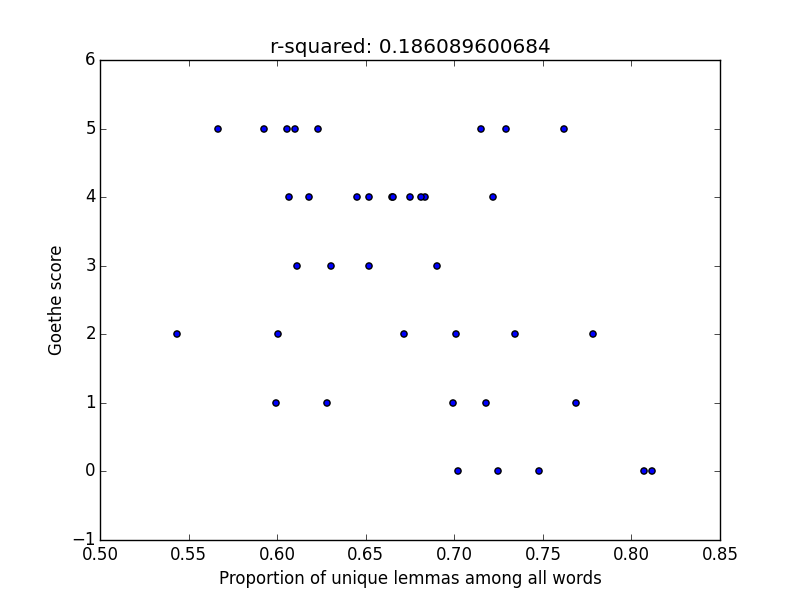 r-squared: 0.186089600684
6
5
4
3
2
1
0
−1
Goethe score
0.50 0.55 0.60 0.65 0.70 0.75 0.80 0.85
Proportion of unique lemmas among all words